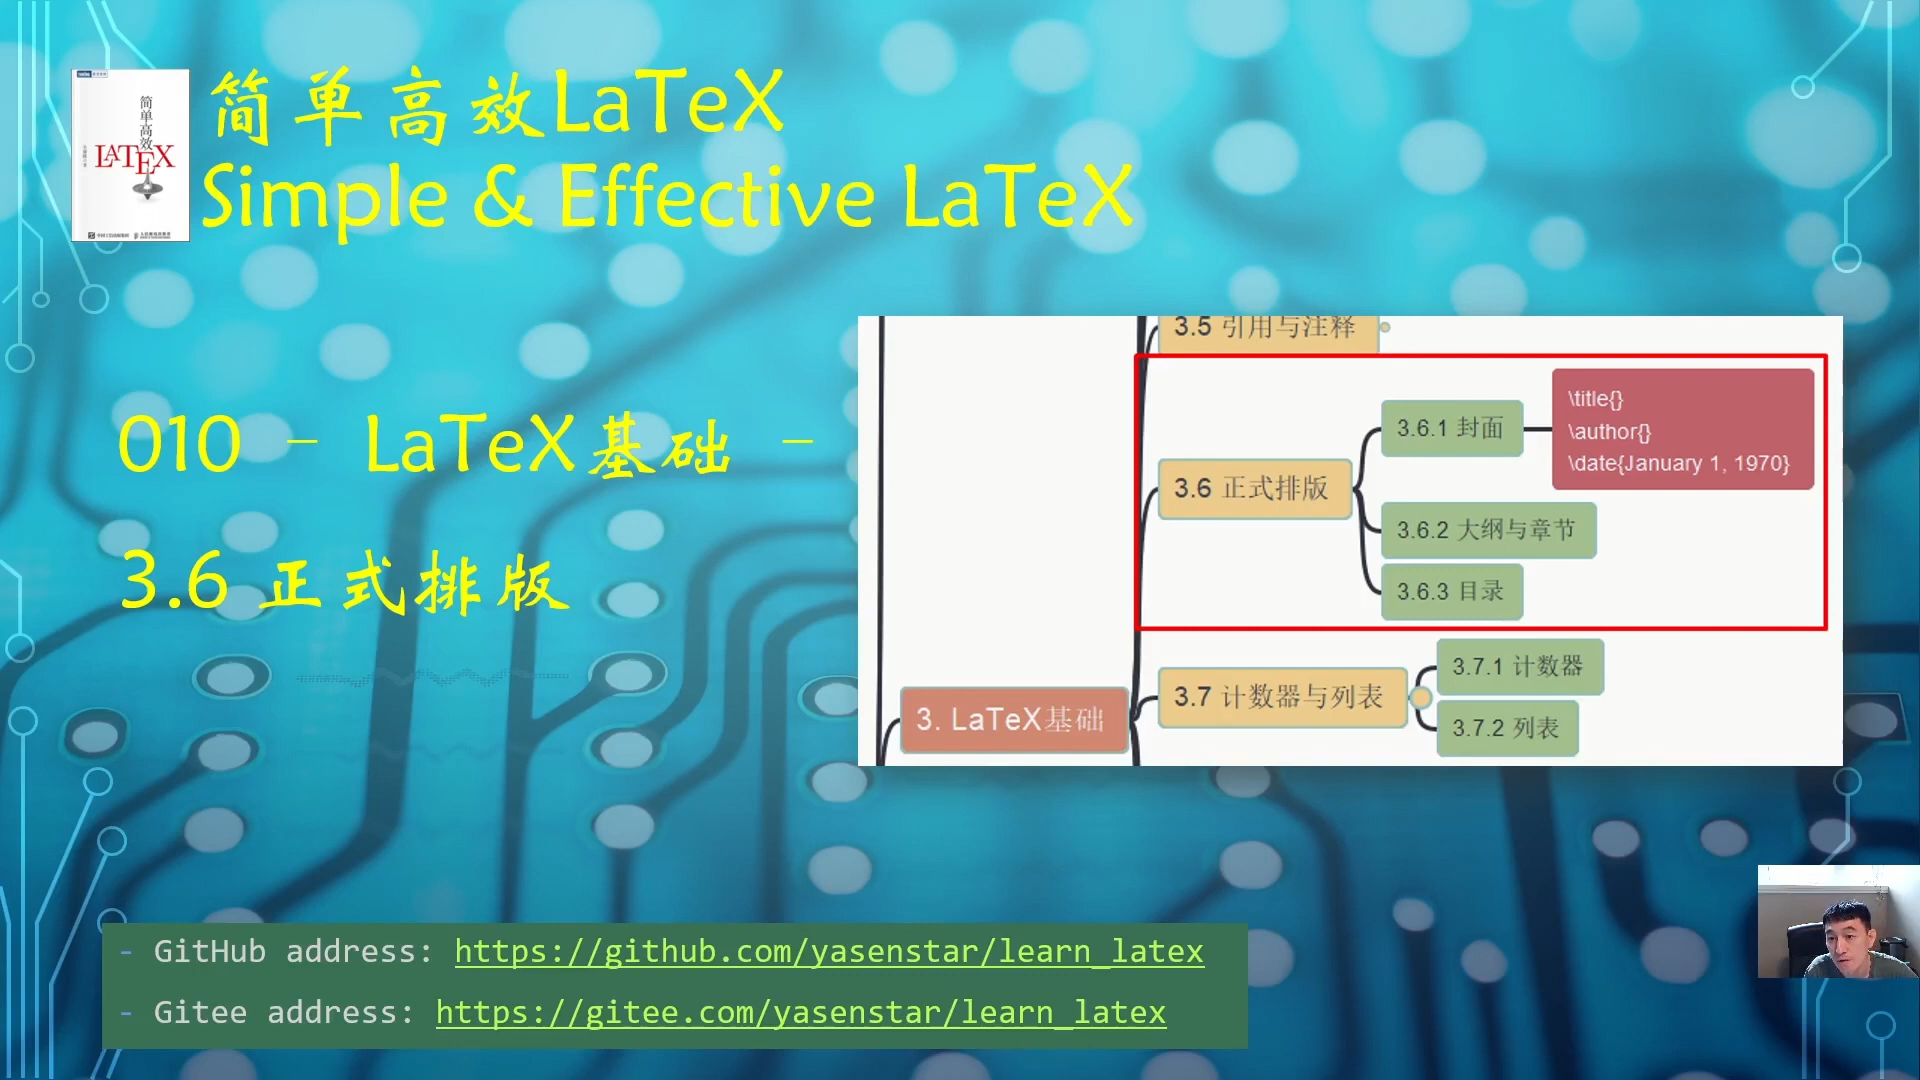 简单高效LaTeX
Simple & Effective LaTeX
简单高效
LATEX
010 - LaTeX基础 -
3.6 正式排版
3.5 引用与注释
3.6 正式排版
3.6.1 封面
\title{}
\author{}
\date{January 1, 1970}
3.6.2 大纲与章节
3.6.3 目录
3. LaTeX基础
3.7 计数器与列表
3.7.1 计数器
3.7.2 列表
- GitHub address: https://github.com/yasenstar/learn_latex
- Gitee address: https://gitee.com/yasenstar/learn_latex